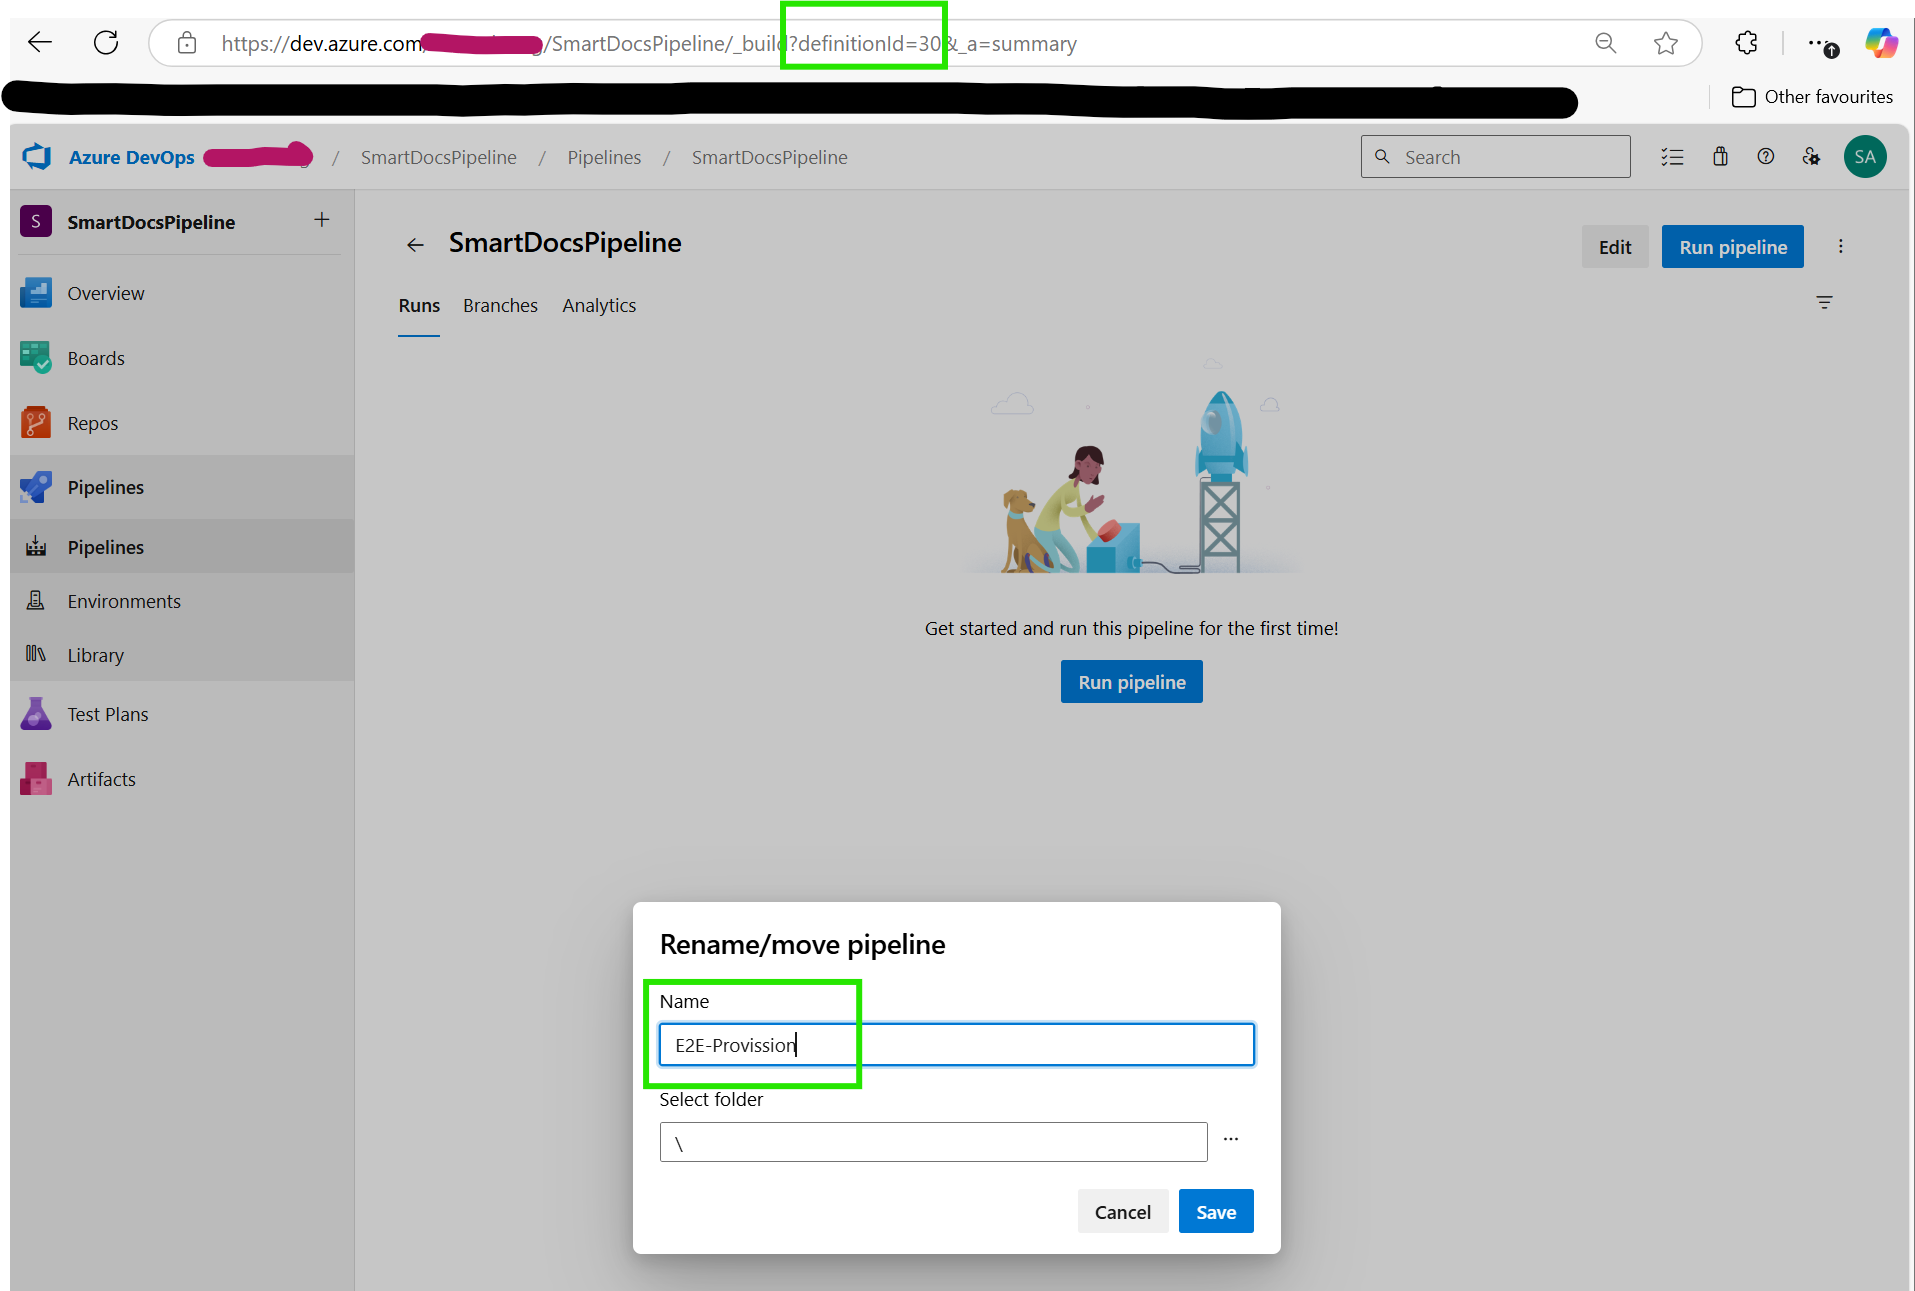 https://dev.azure.com/ g/SmartDocsPipeline/_build?definitionId=30&_a=summary
Other favourites
Azure DevOps / SmartDocsPipeline / Pipelines / SmartDocsPipeline
Search
SA
S SmartDocsPipeline +
Overview
Boards
Repos
Pipelines
Pipelines
Environments
Library
Test Plans
Artifacts
SmartDocsPipeline
Edit
Run pipeline
Runs Branches Analytics
Get started and run this pipeline for the first time!
Run pipeline
Rename/move pipeline
Name
E2E-Provission
Select folder
\
...
Cancel
Save